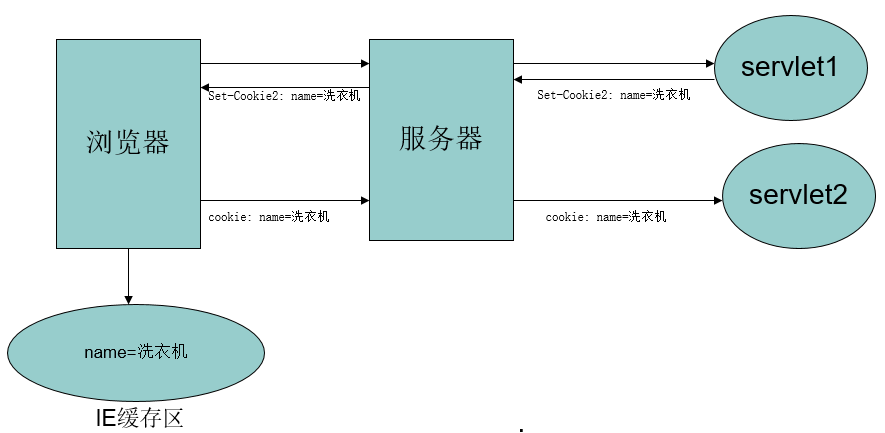 浏览器
服务器
servlet1
Set-Cookie2: name=洗衣机
Set-Cookie2: name=洗衣机
servlet2
cookie: name=洗衣机
cookie: name=洗衣机
name=洗衣机
IE缓存区
.